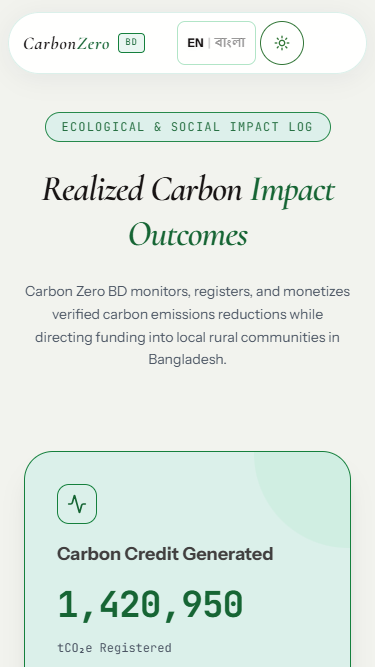 CarbonZero BD EN | বাংলা
ECOLOGICAL & SOCIAL IMPACT LOG
Realized Carbon Impact
Outcomes
Carbon Zero BD monitors, registers, and monetizes
verified carbon emissions reductions while
directing funding into local rural communities in
Bangladesh.
Carbon Credit Generated
1,420,950
tCO₂e Registered